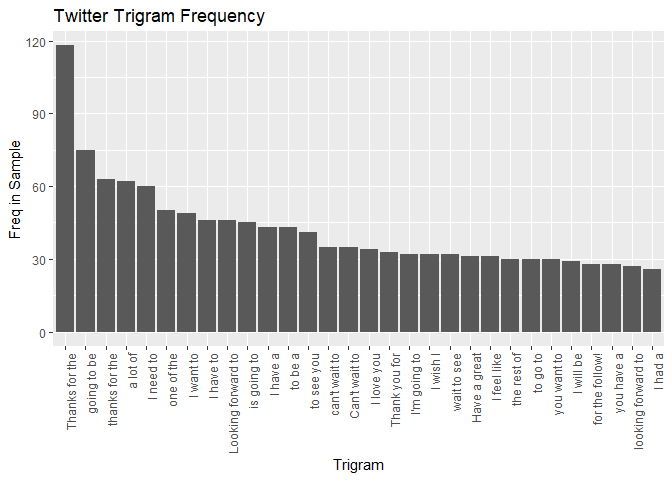 Twitter Trigram Frequency
Freq in Sample
120
90
60
30
0
Thanks for the
going to be
thanks for the
a lot of
I need to
one of the
I want to
I have to
Looking forward to
is going to
I have a
to be a
to see you
can't wait to
Can't wait to
I love you
Thank you for
I'm going to
I wish I
wait to see
Have a great
I feel like
the rest of
to go to
you want to
I will be
for the follow!
you have a
looking forward to
I had a
Trigram